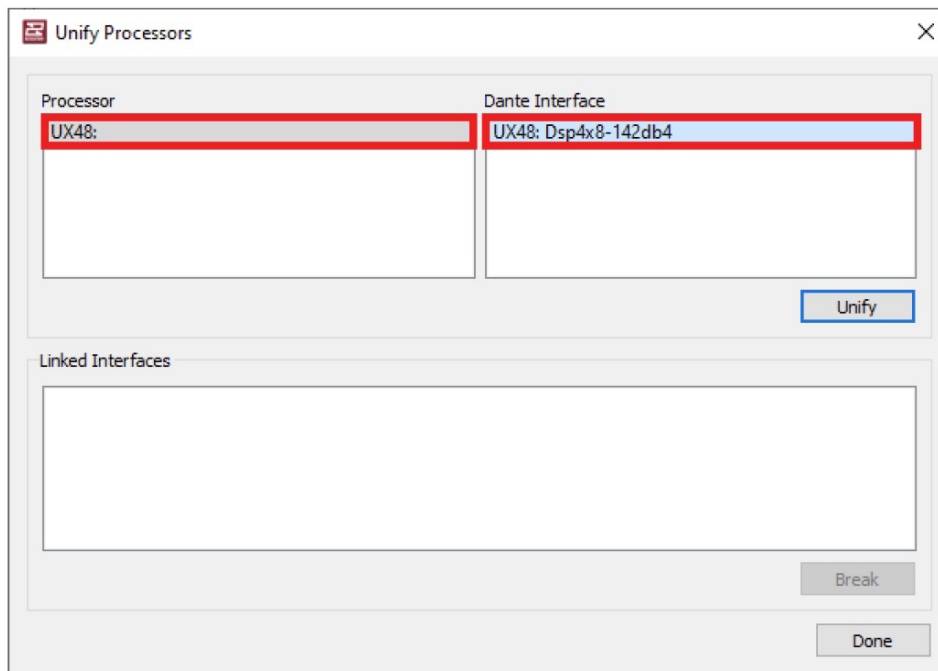 Unify Processors
Processor
Dante Interface
UX48:
UX48: Dsp4x8-142db4
Unify
Linked Interfaces
Break
Done